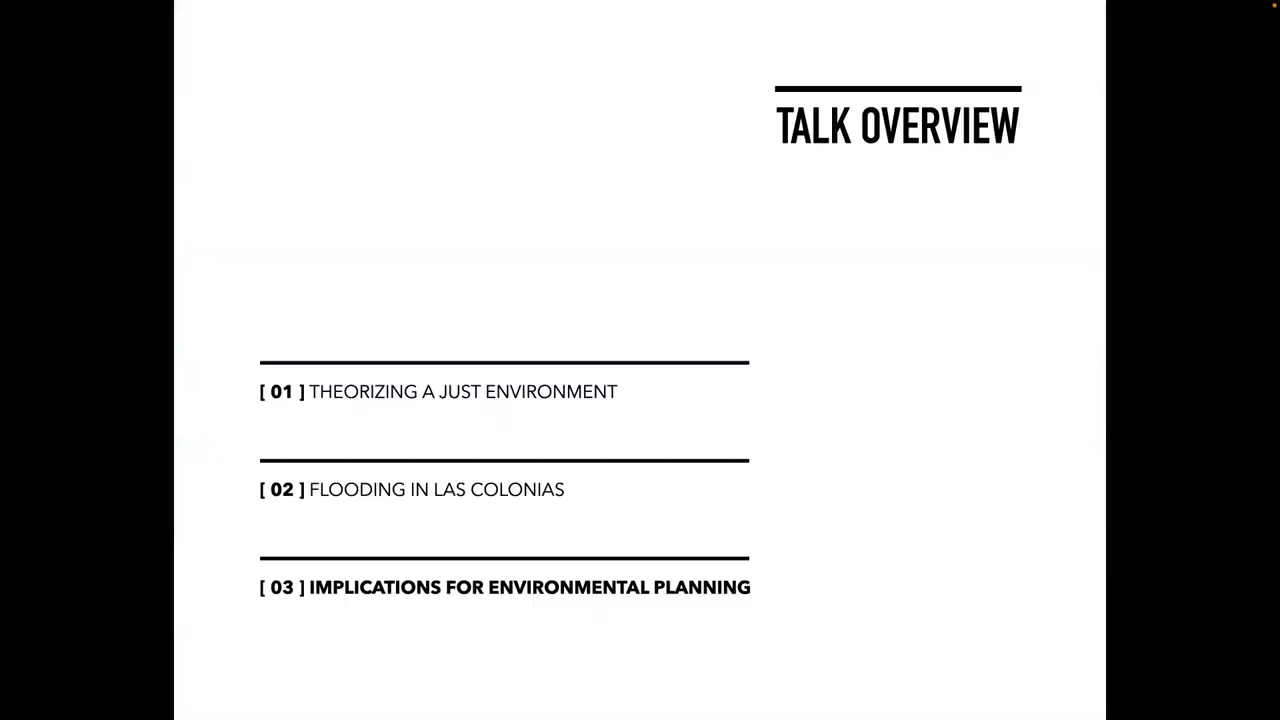 TALK OVERVIEW
[ 01 ] THEORIZING A JUST ENVIRONMENT
[ 02 ] FLOODING IN LAS COLONIAS
[ 03 ] IMPLICATIONS FOR ENVIRONMENTAL PLANNING